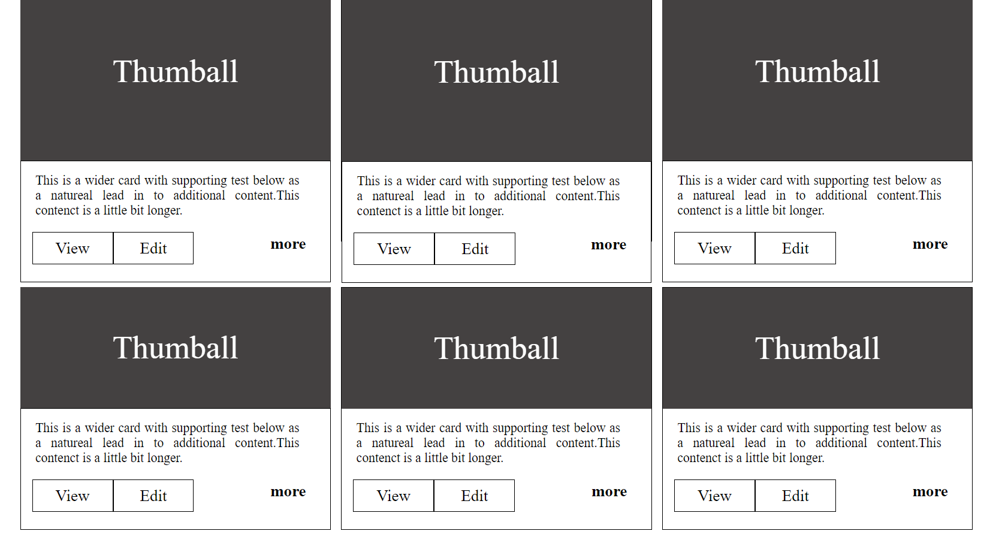 Thumball
Thumball
Thumball
This is a wider card with supporting test below as
a natureal lead in to additional content.This
contenct is a little bit longer.
View Edit more
This is a wider card with supporting test below as
a natureal lead in to additional content.This
contenct is a little bit longer.
View Edit more
This is a wider card with supporting test below as
a natureal lead in to additional content.This
contenct is a little bit longer.
View Edit more
Thumball
Thumball
Thumball
This is a wider card with supporting test below as
a natureal lead in to additional content.This
contenct is a little bit longer.
View Edit more
This is a wider card with supporting test below as
a natureal lead in to additional content.This
contenct is a little bit longer.
View Edit more
This is a wider card with supporting test below as
a natureal lead in to additional content.This
contenct is a little bit longer.
View Edit more